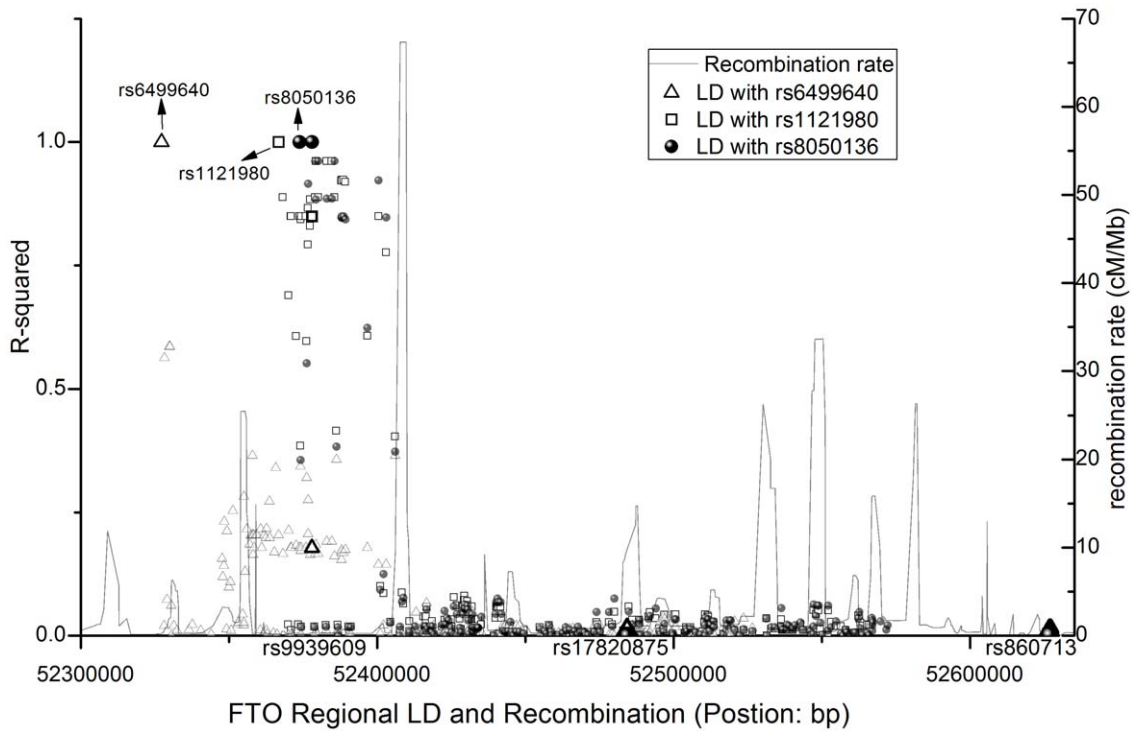 70
60
50
40
30
20
10
0
recombination rate (cM/Mb)
1.0
0.5
0.0
R-squared
Recombination rate
LD with rs6499640
LD with rs1121980
LD with rs8050136
rs6499640
rs8050136
rs1121980
rs9939609
rs17820875
rs860713
52300000
52400000
52500000
52600000
FTO Regional LD and Recombination (Postion: bp)